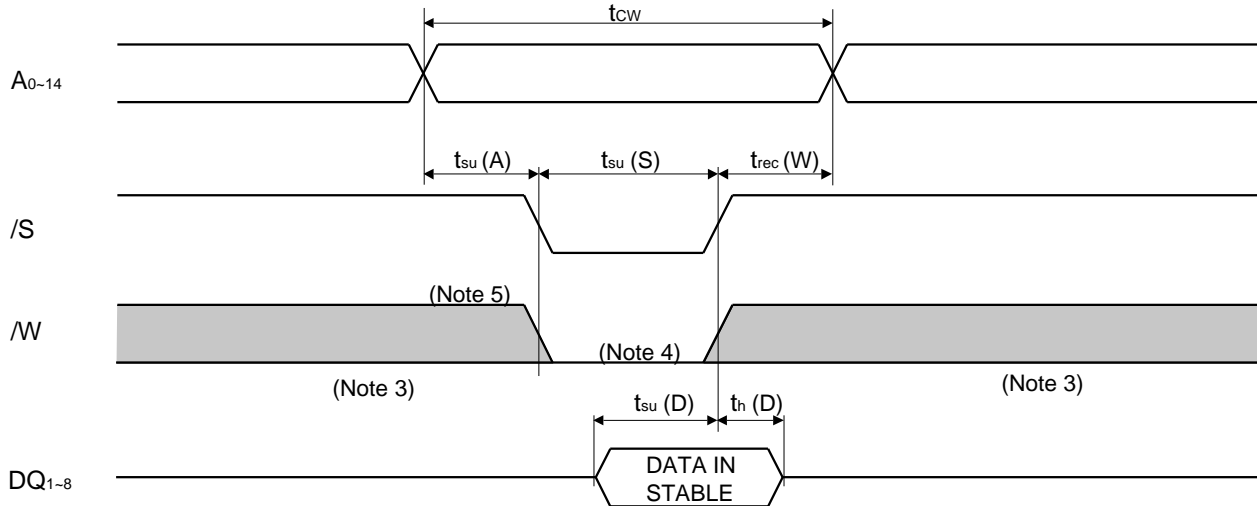 tCW
A0~14
tsu (A) tsu (S) trec (W)
/S
(Note 5)
/W
(Note 4)
(Note 3) (Note 3)
tsu (D) th (D)
DATA IN
DQ1~8
STABLE